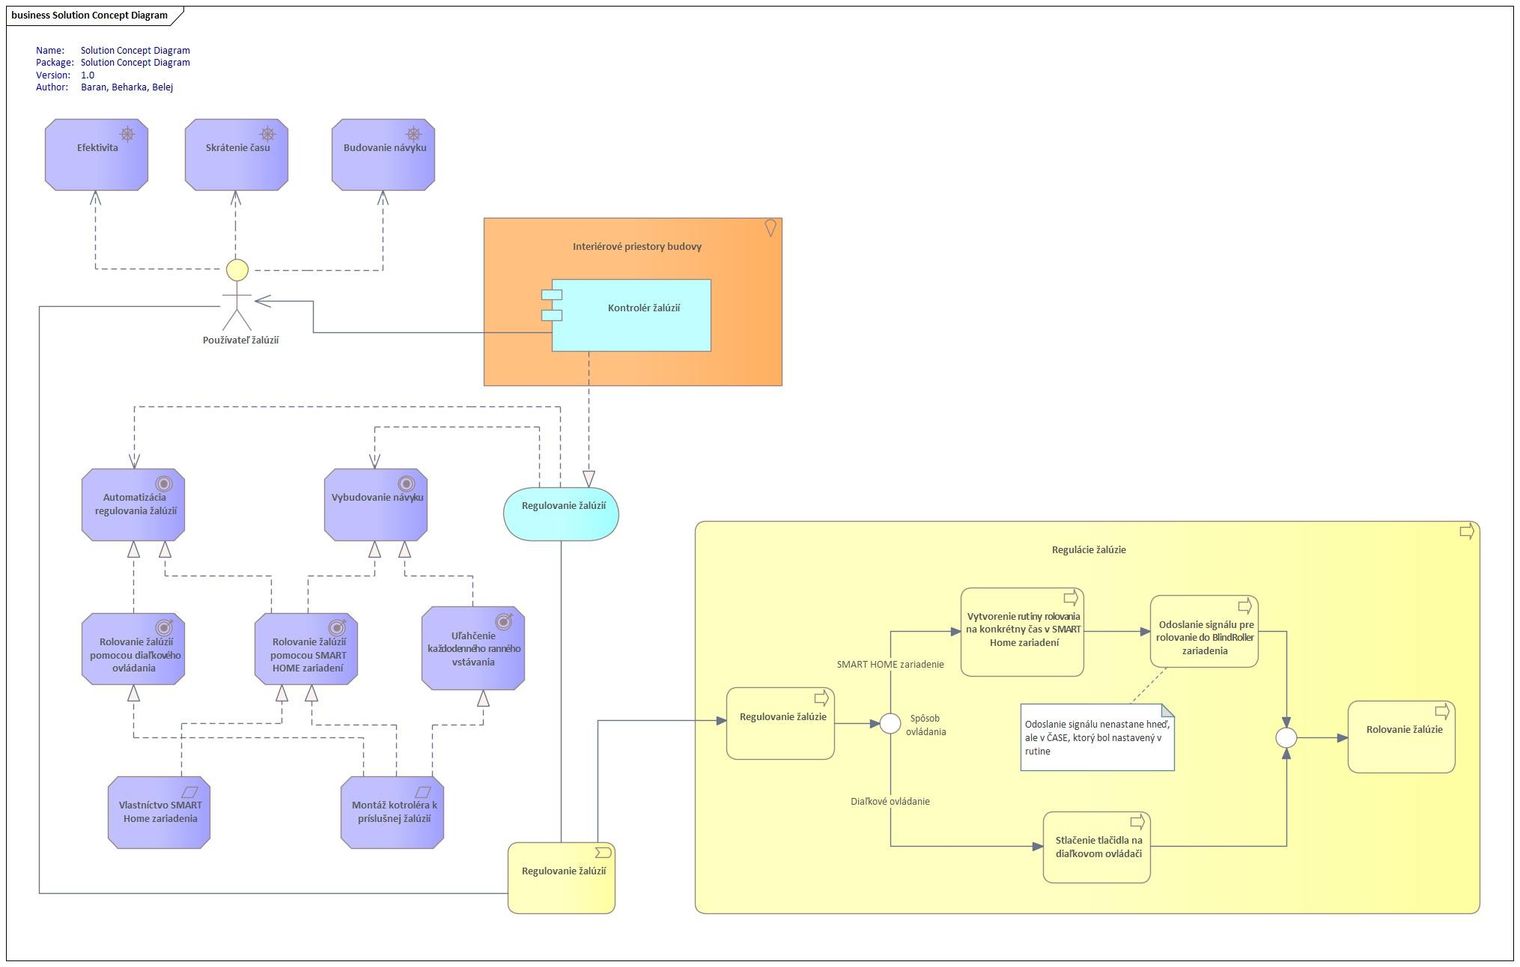 business Solution Concept Diagram
Name: Solution Concept Diagram
Package: Solution Concept Diagram
Version: 1.0
Author: Baran, Beharka, Belej
Efektivita
Skrátenie času
Budovanie návyku
Interiérové priestory budovy
Kontrolér žalúzií
Používateľ žalúzií
Automatizácia
regulovania žalúzií
Vybudovanie návyku
Regulovanie žalúzií
Rolovanie žalúzií
pomocou diaľkového
ovládania
Rolovanie žalúzií
pomocou SMART
HOME zariadení
Uľahčenie
každodenného ranného
vstávania
Vlastníctvo SMART
Home zariadenia
Montáž kotroléra k
príslušnej žalúzií
Regulovanie žalúzií
Regulácie žalúzie
Vytvorenie rutiny rolovania
na konkrétny čas v SMART
Home zariadení
Odoslanie signálu pre
rolovanie do BlindRoller
zariadenia
SMART HOME zariadenie
Regulovanie žalúzie
Spôsob
ovládania
Odoslanie signálu nenastane hneď,
ale v ČASE, ktorý bol nastavený v
rutine
Rolovanie žalúzie
Diaľkové ovládanie
Stlačenie tlačidla na
diaľkovom ovládači